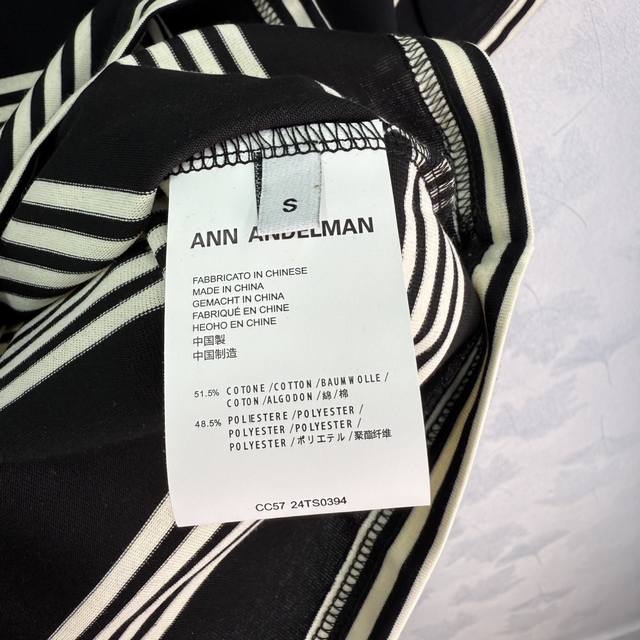 S
ANN ANDELMAN
FABBRICATO IN CHINESE
MADE IN CHINA
GEMACHT IN CHINA
FABRIQUÉ EN CHINE
HECHO EN CHINE
中国製
中国制造
51.5% COTONE/COTTON/BAUMWOLLE/
COTON/ALGODON/綿/棉
48.5% POLIESTERE/POLYESTER/
POLYESTER/POLYESTER/
POLYESTER/ポリエテル/聚酯纤维
CC57 24TS0394